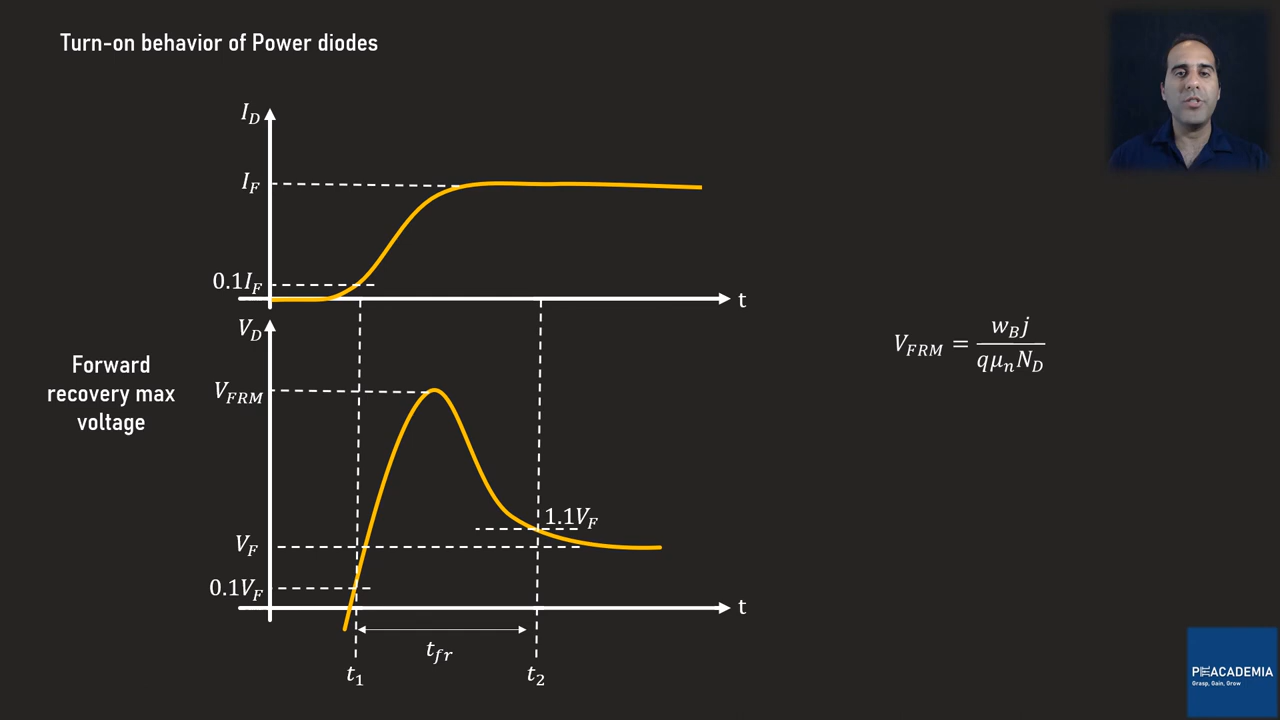 Turn-on behavior of Power diodes
I_D
I_F
0.1I_F
t
V_D
Forward
recovery max
voltage
V_FRM
V_FRM = w_B j / qμ_n N_D
1.1V_F
V_F
0.1V_F
t
t_fr
t_1
t_2
PEACADEMIA
Grasp, Gain, Grow